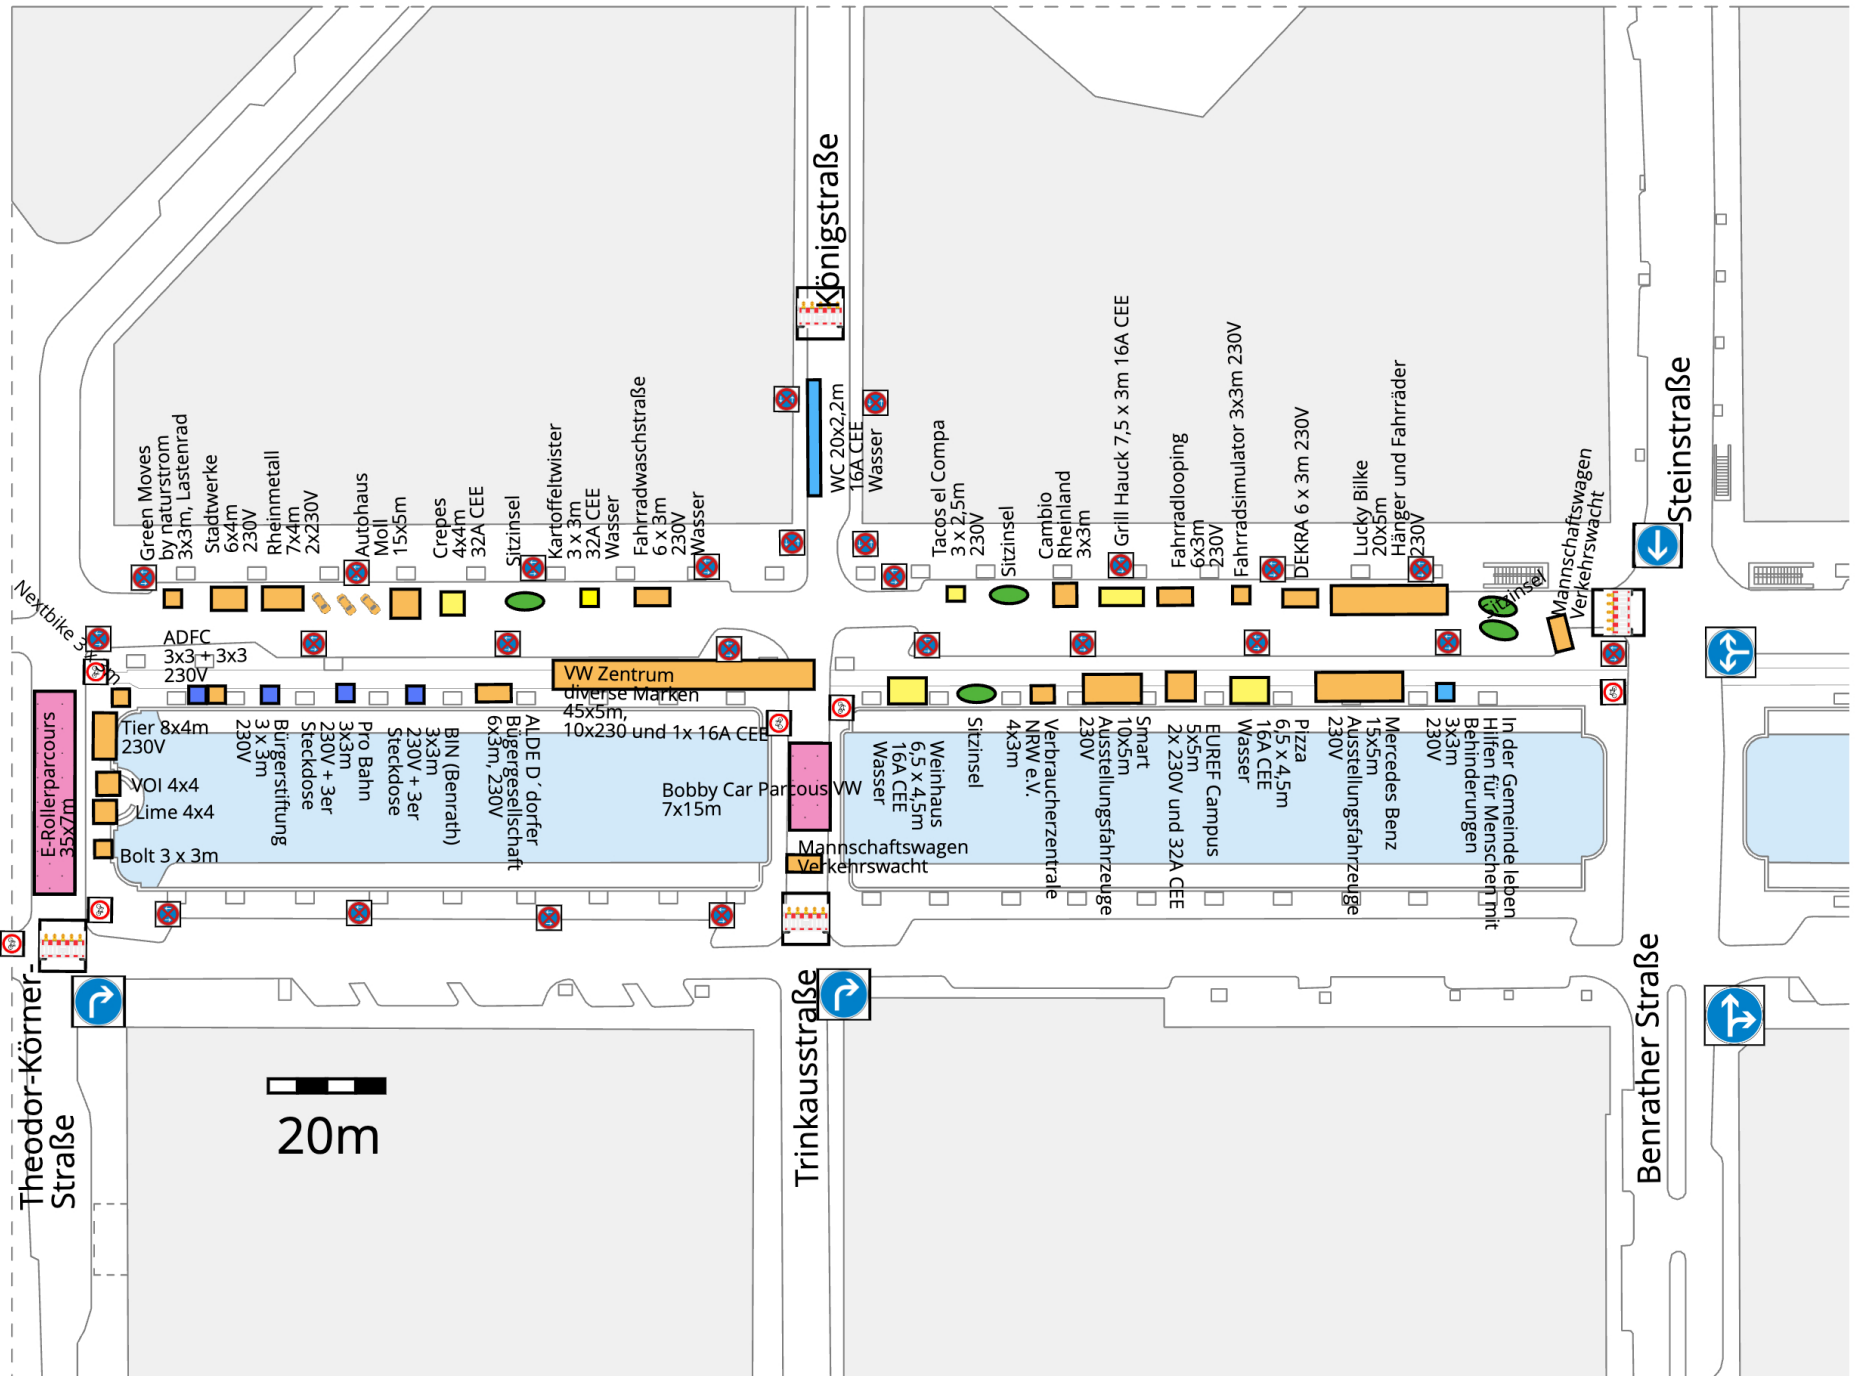 Königstraße
Steinstraße
Green Moves
by naturstrom
3x3m, Lastenrad
Stadtwerke
6x4m
230V
Rheinmetall
7x4m
2x230V
Autohaus
Moll
15x5m
Crepes
4x4m
32A CEE
Sitzinsel
Kartoffeltwister
3 x 3m
32A CEE
Wasser
Fahrradwaschstraße
6 x 3m
230V
Wasser
WC 20x2,2m
16A CEE
Wasser
Tacos el Compa
3 x 2,5m
230V
Sitzinsel
Cambio
Rheinland
3x3m
Grill Hauck 7,5 x 3m 16A CEE
Fahrradlooping
6x3m
230V
Fahrradsimulator 3x3m 230V
DEKRA 6 x 3m 230V
Lucky Bilke
20x5m
Hänger und Fahrräder
230V
Sitzinsel
Mannschaftswagen
Verkehrswacht
Nextbike 3 x 3m
ADFC
3x3 + 3x3
230V
VW Zentrum
diverse Marken
45x5m,
10x230 und 1x 16A CEE
E-Rollerparcours
35x7m
Tier 8x4m
230V
VOI 4x4
Lime 4x4
Bolt 3 x 3m
Bürgerstiftung
3 x 3m
230V
Pro Bahn
3x3m
230V + 3er
Steckdose
BIN (Benrath)
3x3m
230V + 3er
Steckdose
ALDE D´dorfer
Bügergesellschaft
6x3m, 230V
Bobby Car Parcous VW
7x15m
Mannschaftswagen
Verkehrswacht
Weinhaus
6,5 x 4,5m
16A CEE
Wasser
Sitzinsel
Verbraucherzentrale
NRW e.V.
4x3m
Smart
10x5m
Ausstellungsfahrzeuge
230V
EUREF Campus
5x5m
2x 230V und 32A CEE
Pizza
6,5 x 4,5m
16A CEE
Wasser
Mercedes Benz
15x5m
Ausstellungsfahrzeuge
230V
In der Gemeinde leben
Hilfen für Menschen mit
Behinderungen
3x3m
230V
Theodor-Körner-
Straße
Trinkausstraße
Benrather Straße
20m